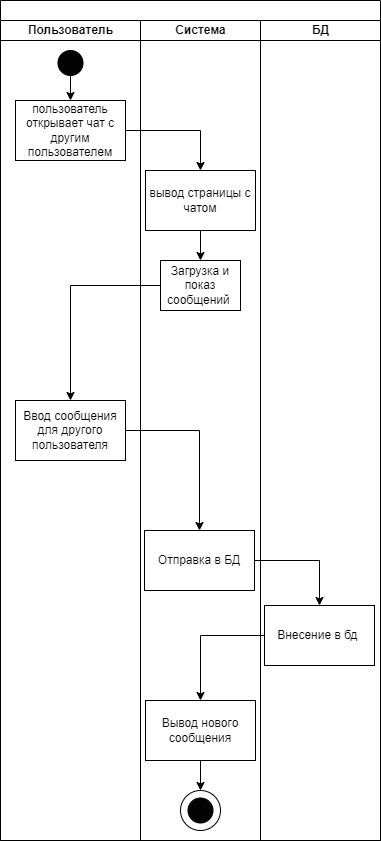 Пользователь
Система
БД
пользователь
открывает чат с
другим
пользователем
вывод страницы с
чатом
Загрузка и
показ
сообщений
Ввод сообщения
для другого
пользователя
Отправка в БД
Внесение в бд
Вывод нового
сообщения